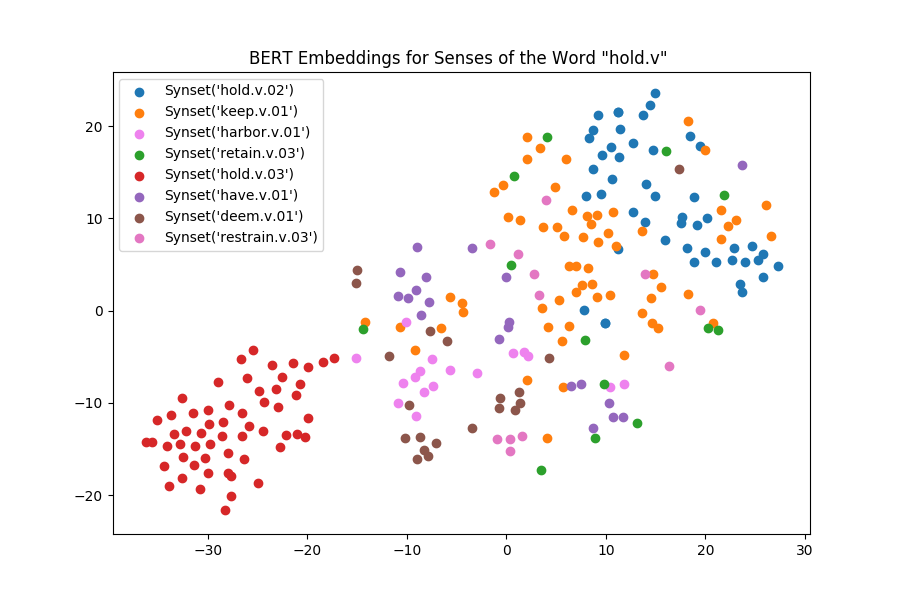 BERT Embeddings for Senses of the Word "hold.v"
Synset('hold.v.02')
Synset('keep.v.01')
Synset('harbor.v.01')
Synset('retain.v.03')
Synset('hold.v.03')
Synset('have.v.01')
Synset('deem.v.01')
Synset('restrain.v.03')
20
10
0
−10
−20
−30 −20 −10 0 10 20 30